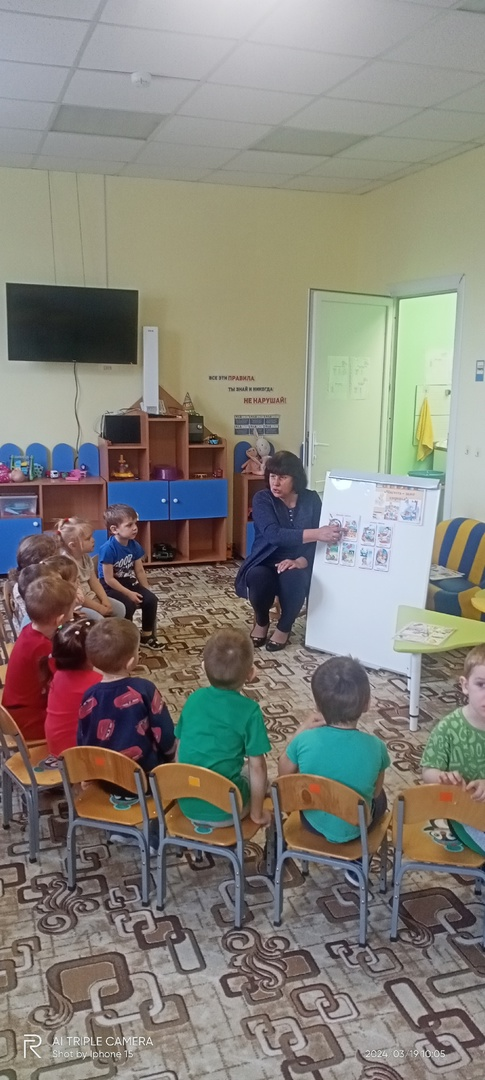 ВСЕ ЭТИ ПРАВИЛА,
ТЫ ЗНАЙ И НИКОГДА
НЕ НАРУШАЙ!
AI TRIPLE CAMERA
Shot by Iphone 15
2024/03/19 10:05